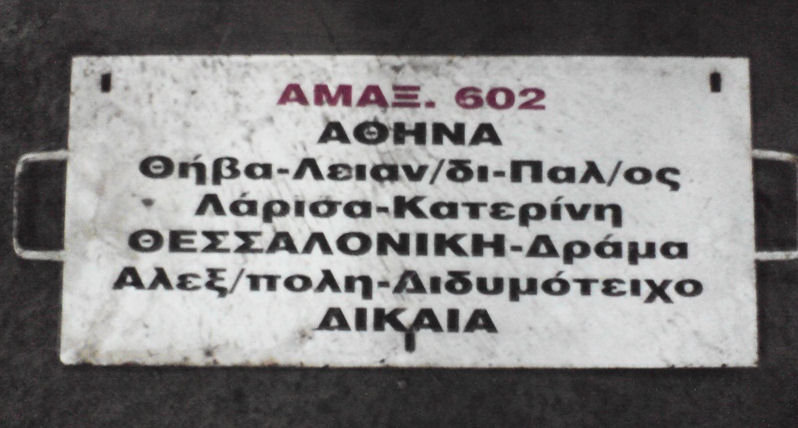 ΑΜΑΞ. 602
ΑΘΗΝΑ
Θήβα-Λειαν/δι-Παλ/ος
Λάρισα-Κατερίνη
ΘΕΣΣΑΛΟΝΙΚΗ-Δράμα
Αλεξ/πολη-Διδυμότειχο
ΔΙΚΑΙΑ